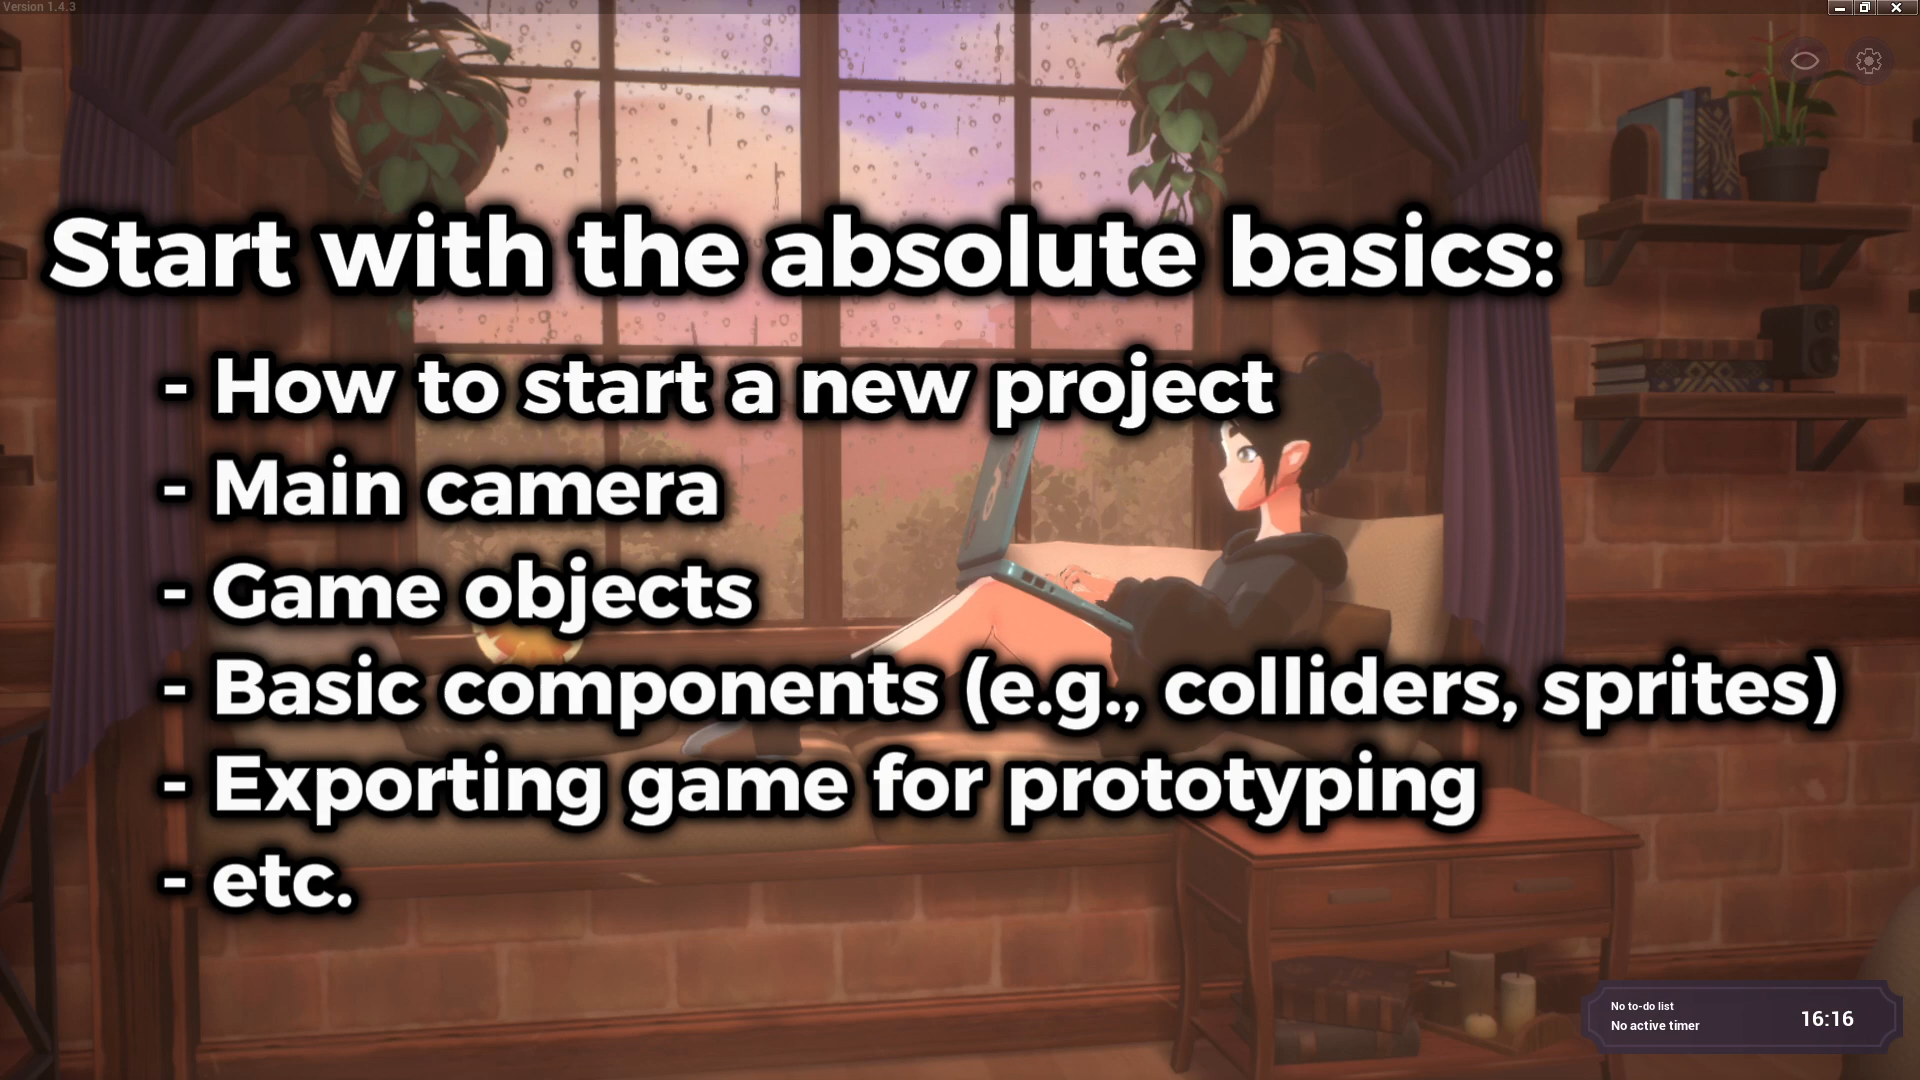 Version 1.4.3
Start with the absolute basics:
- How to start a new project
- Main camera
- Game objects
- Basic components (e.g., colliders, sprites)
- Exporting game for prototyping
- etc.
No to-do list
No active timer
16:16